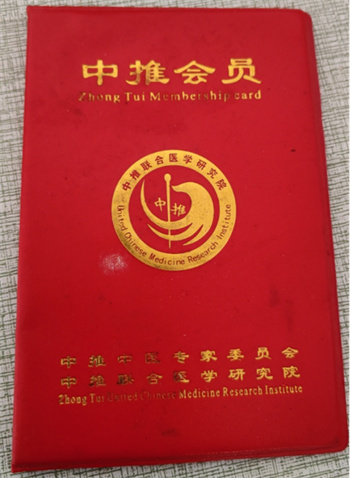 中推会员
Zhong Tui Membership card
中推联合医学研究院
中推
United Chinese Medicine Research Institute
中推中医专家委员会
中推联合医学研究院
Zhong Tui United Chinese Medicine Research Institute